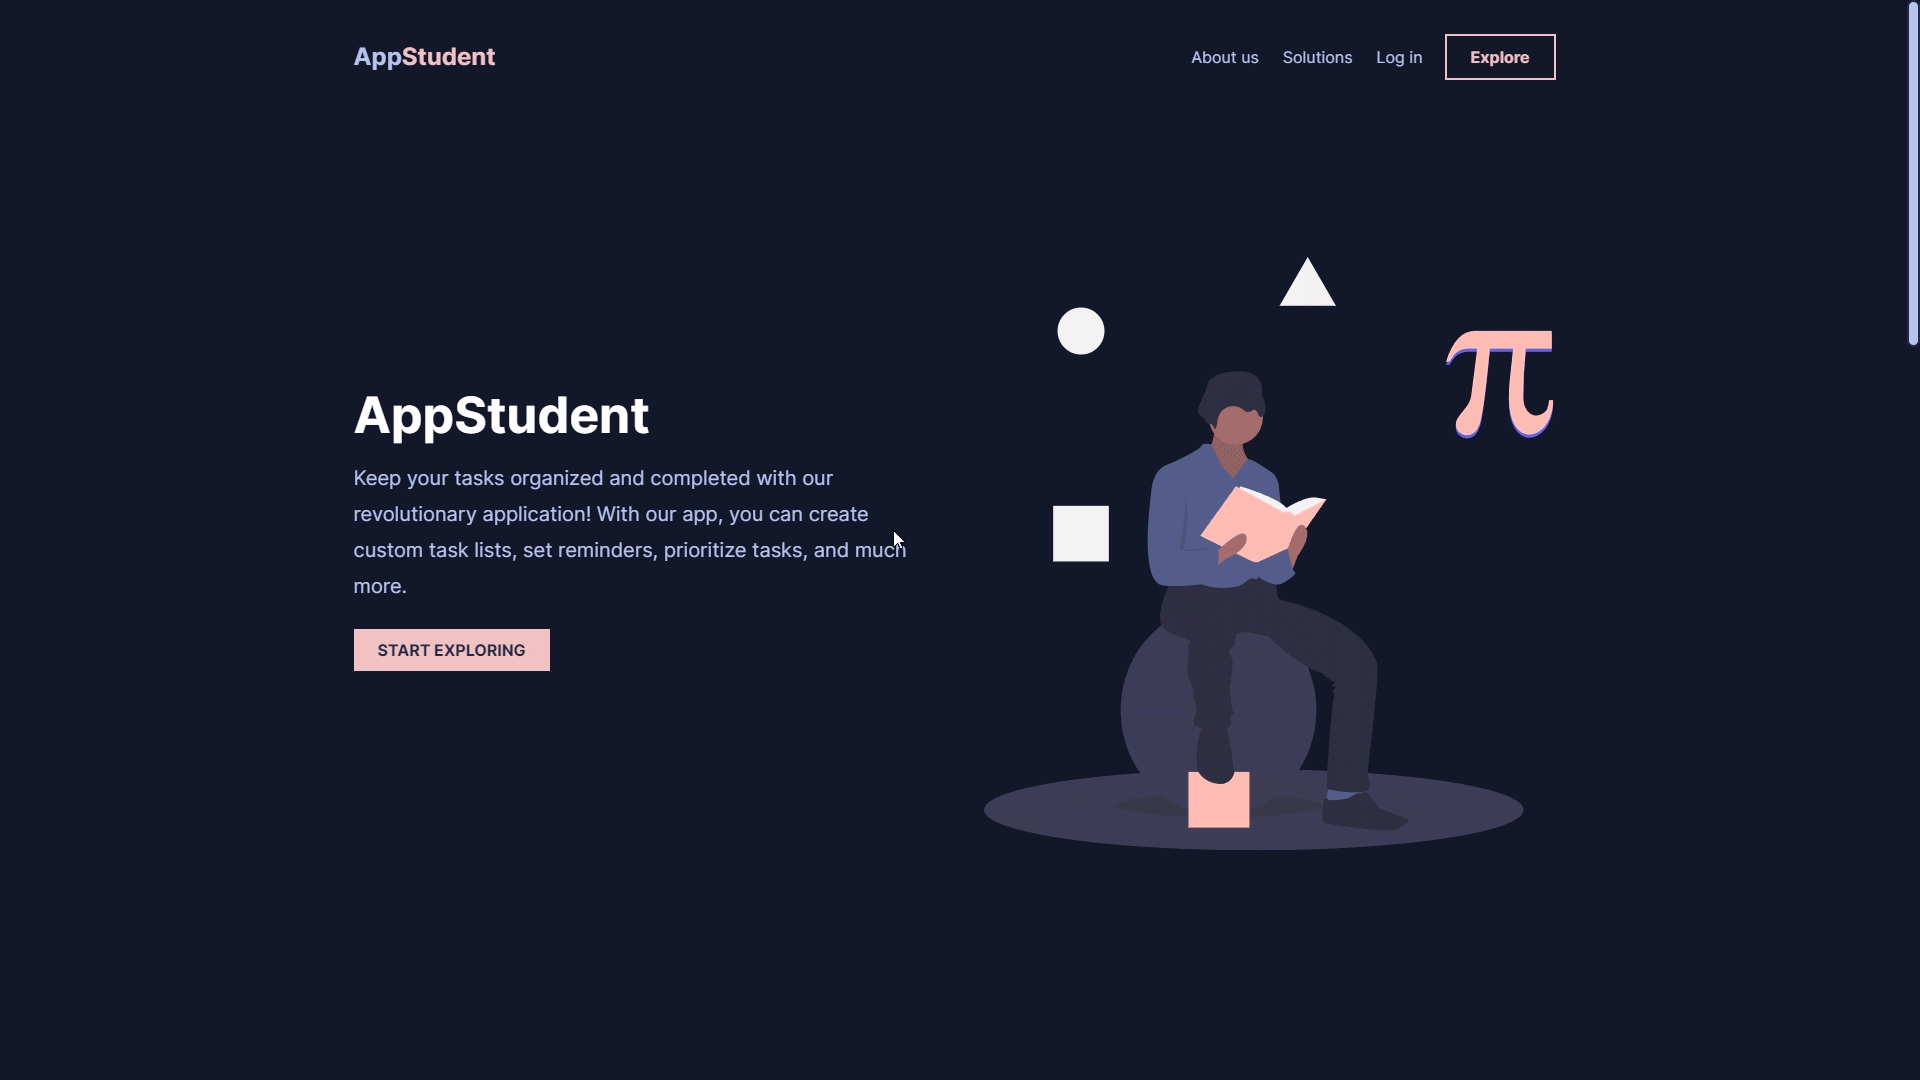 AppStudent
About us
Solutions
Log in
Explore
π
AppStudent
Keep your tasks organized and completed with our
revolutionary application! With our app, you can create
custom task lists, set reminders, prioritize tasks, and much
more.
START EXPLORING